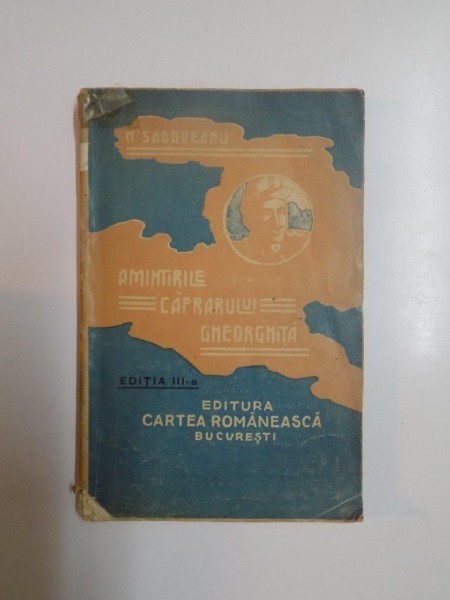 M. SADOVEANU
AMINTIRILE
CĂPRARULUI
GHEORGHIȚĂ
EDIȚIA III-a
EDITURA
CARTEA ROMÂNEASCĂ
BUCUREȘTI